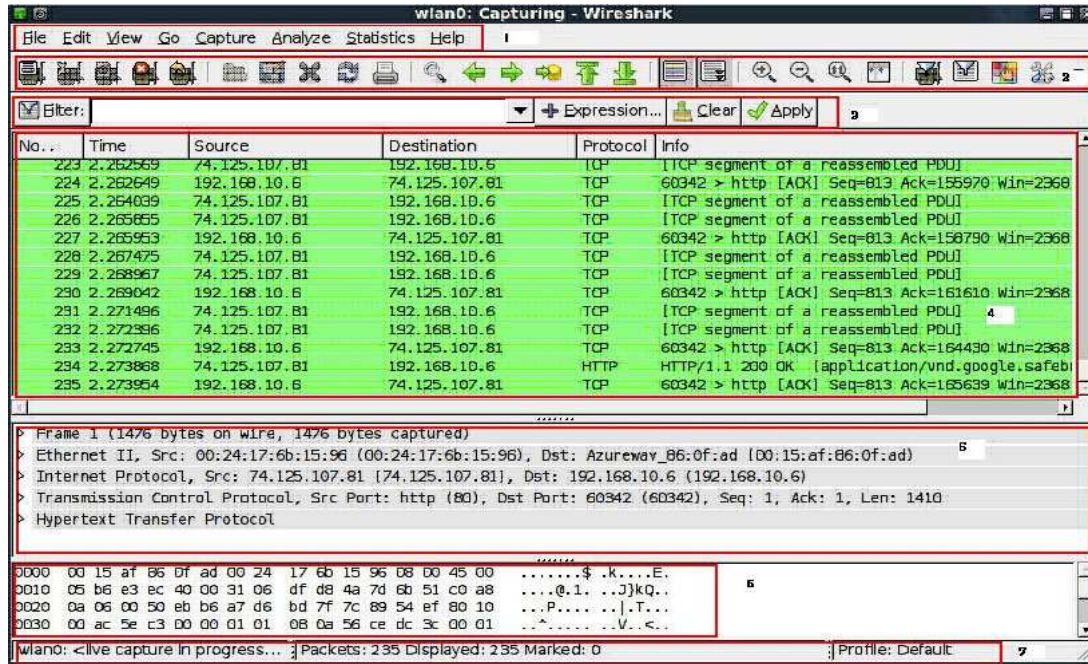 wlan0: Capturing - Wireshark
File Edit View Go Capture Analyze Statistics Help 1
2
Filter: Expression... Clear Apply 3
No. . Time Source Destination Protocol Info
223 2.262569 74.125.107.81 192.168.10.6 TCP [TCP segment of a reassembled PDU]
224 2.262649 192.168.10.6 74.125.107.81 TCP 60342 > http [ACK] Seq=813 Ack=155970 Win=2368
225 2.264039 74.125.107.81 192.168.10.6 TCP [TCP segment of a reassembled PDU]
226 2.265855 74.125.107.81 192.168.10.6 TCP [TCP segment of a reassembled PDU]
227 2.265953 192.168.10.6 74.125.107.81 TCP 60342 > http [ACK] Seq=813 Ack=158790 Win=2368
228 2.267475 74.125.107.81 192.168.10.6 TCP [TCP segment of a reassembled PDU]
229 2.268967 74.125.107.81 192.168.10.6 TCP [TCP segment of a reassembled PDU]
230 2.269042 192.168.10.6 74.125.107.81 TCP 60342 > http [ACK] Seq=813 Ack=161610 Win=2368
231 2.271496 74.125.107.81 192.168.10.6 TCP [TCP segment of a reassembled PDU] 4
232 2.272396 74.125.107.81 192.168.10.6 TCP [TCP segment of a reassembled PDU]
233 2.272745 192.168.10.6 74.125.107.81 TCP 60342 > http [ACK] Seq=813 Ack=164430 Win=2368
234 2.273868 74.125.107.81 192.168.10.6 HTTP HTTP/1.1 200 OK [application/vnd.google.safeb
235 2.273954 192.168.10.6 74.125.107.81 TCP 60342 > http [ACK] Seq=813 Ack=165639 Win=2368
Frame 1 (1476 bytes on wire, 1476 bytes captured)
Ethernet II, Src: 00:24:17:6b:15:96 (00:24:17:6b:15:96), Dst: Azurewav_86:0f:ad (00:15:af:86:0f:ad) 5
Internet Protocol, Src: 74.125.107.81 (74.125.107.81), Dst: 192.168.10.6 (192.168.10.6)
Transmission Control Protocol, Src Port: http (80), Dst Port: 60342 (60342), Seq: 1, Ack: 1, Len: 1410
Hypertext Transfer Protocol
0000 00 15 af 86 0f ad 00 24 17 6b 15 96 08 00 45 00 .......$ .k....E.
0010 05 b6 e3 ec 40 00 31 06 df d8 4a 7d 6b 51 c0 a8 ....@.1. ..J}kQ.. 6
0020 0a 06 00 50 eb b6 a7 d6 bd 7f 7c 89 54 ef 80 10 ...P.... ..|.T...
0030 00 ac 5e c3 00 00 01 01 08 0a 56 ce dc 3c 00 01 ..^..... ..V..<..
wlan0: <live capture in progress... Packets: 235 Displayed: 235 Marked: 0 Profile: Default 7